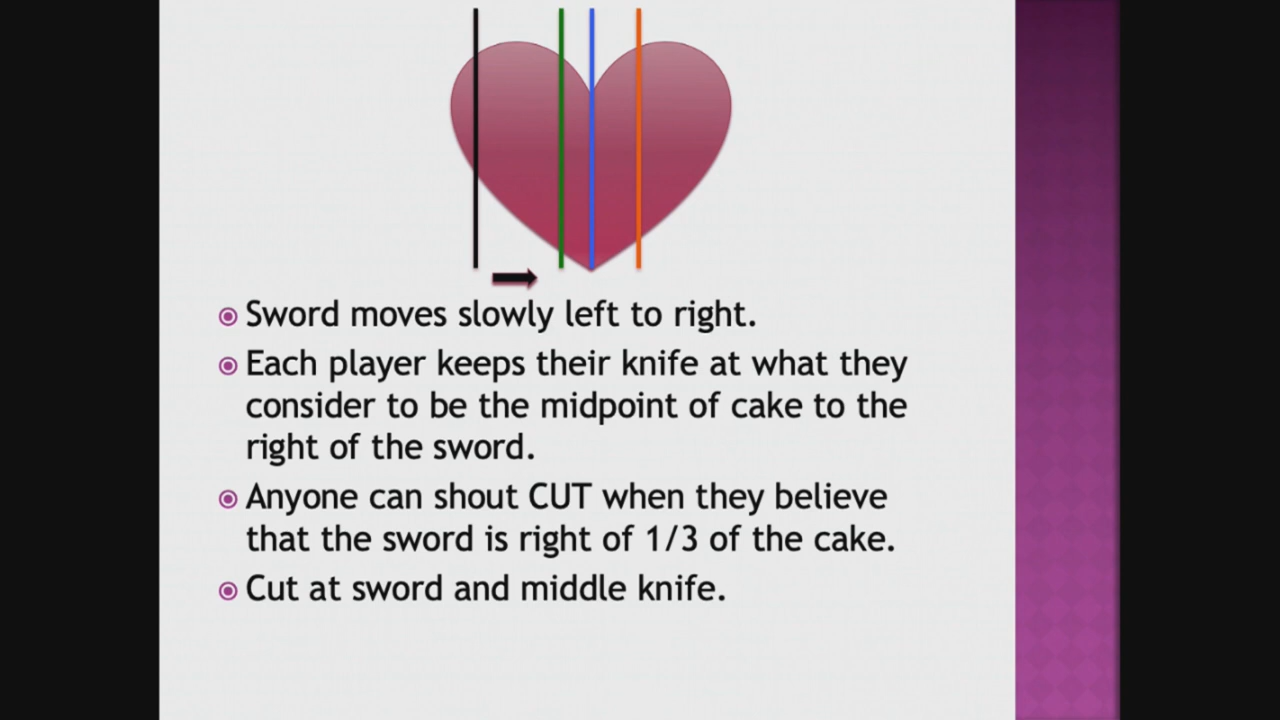 Sword moves slowly left to right.
Each player keeps their knife at what they
consider to be the midpoint of cake to the
right of the sword.
Anyone can shout CUT when they believe
that the sword is right of 1/3 of the cake.
Cut at sword and middle knife.